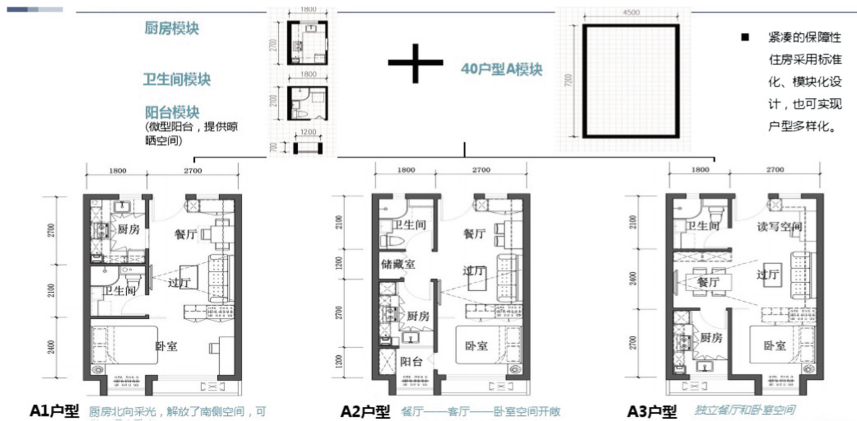 厨房模块
卫生间模块
阳台模块
(微型阳台，提供晾
晒空间)
1800
2700
1800
2100
1200
700
40户型A模块
4500
7200
紧凑的保障性
住房采用标准
化、模块化设
计，也可实现
户型多样化。
1800 2700
2700
2100
2400
厨房
餐厅
过厅
卫生间
卧室
1800 2700
2100
1200
2700
1200
卫生间
餐厅
储藏室
过厅
厨房
卧室
阳台
1800 2700
2100
2400
2700
卫生间
读写空间
过厅
餐厅
厨房
卧室
A1户型 厨房北向采光，解放了南侧空间，可
A2户型 餐厅——客厅——卧室空间开敞
A3户型 独立餐厅和卧室空间